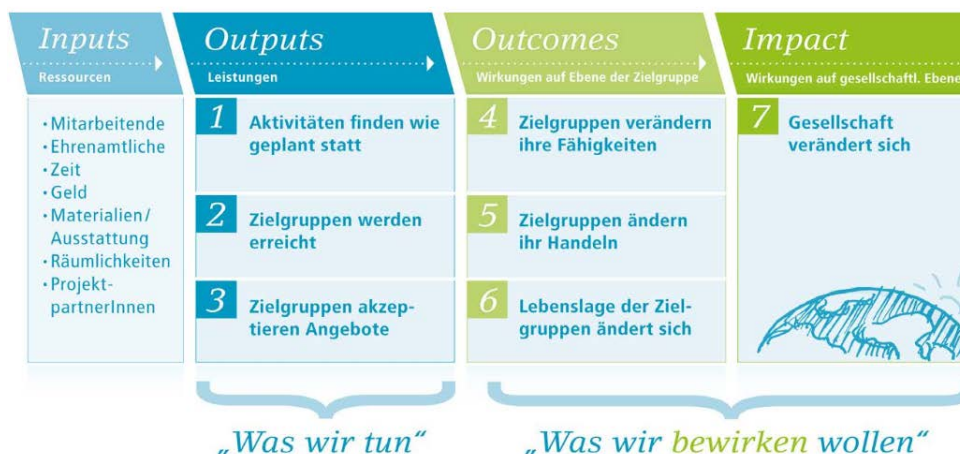 Inputs
Ressourcen
• Mitarbeitende
• Ehrenamtliche
• Zeit
• Geld
• Materialien/
Ausstattung
• Räumlichkeiten
• Projekt-
partnerInnen
Outputs
Leistungen
1 Aktivitäten finden wie
geplant statt
2 Zielgruppen werden
erreicht
3 Zielgruppen akzep-
tieren Angebote
Outcomes
Wirkungen auf Ebene der Zielgruppe
4 Zielgruppen verändern
ihre Fähigkeiten
5 Zielgruppen ändern
ihr Handeln
6 Lebenslage der Ziel-
gruppen ändert sich
Impact
Wirkungen auf gesellschaftl. Ebene
7 Gesellschaft
verändert sich
„Was wir tun“
„Was wir bewirken wollen“